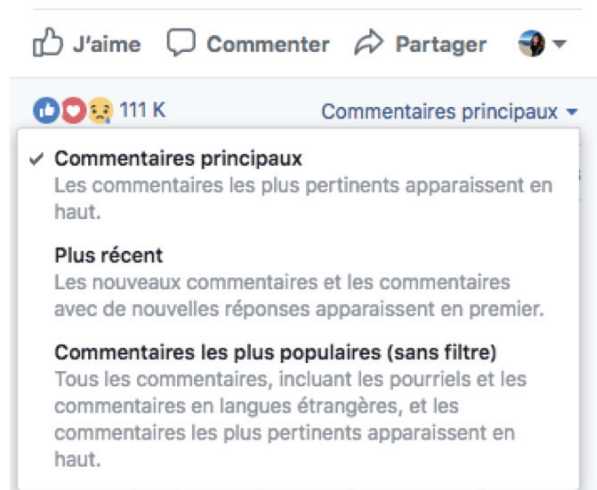 J'aime Commenter Partager
111 K Commentaires principaux
Commentaires principaux
Les commentaires les plus pertinents apparaissent en
haut.
Plus récent
Les nouveaux commentaires et les commentaires
avec de nouvelles réponses apparaissent en premier.
Commentaires les plus populaires (sans filtre)
Tous les commentaires, incluant les pourriels et les
commentaires en langues étrangères, et les
commentaires les plus pertinents apparaissent en
haut.